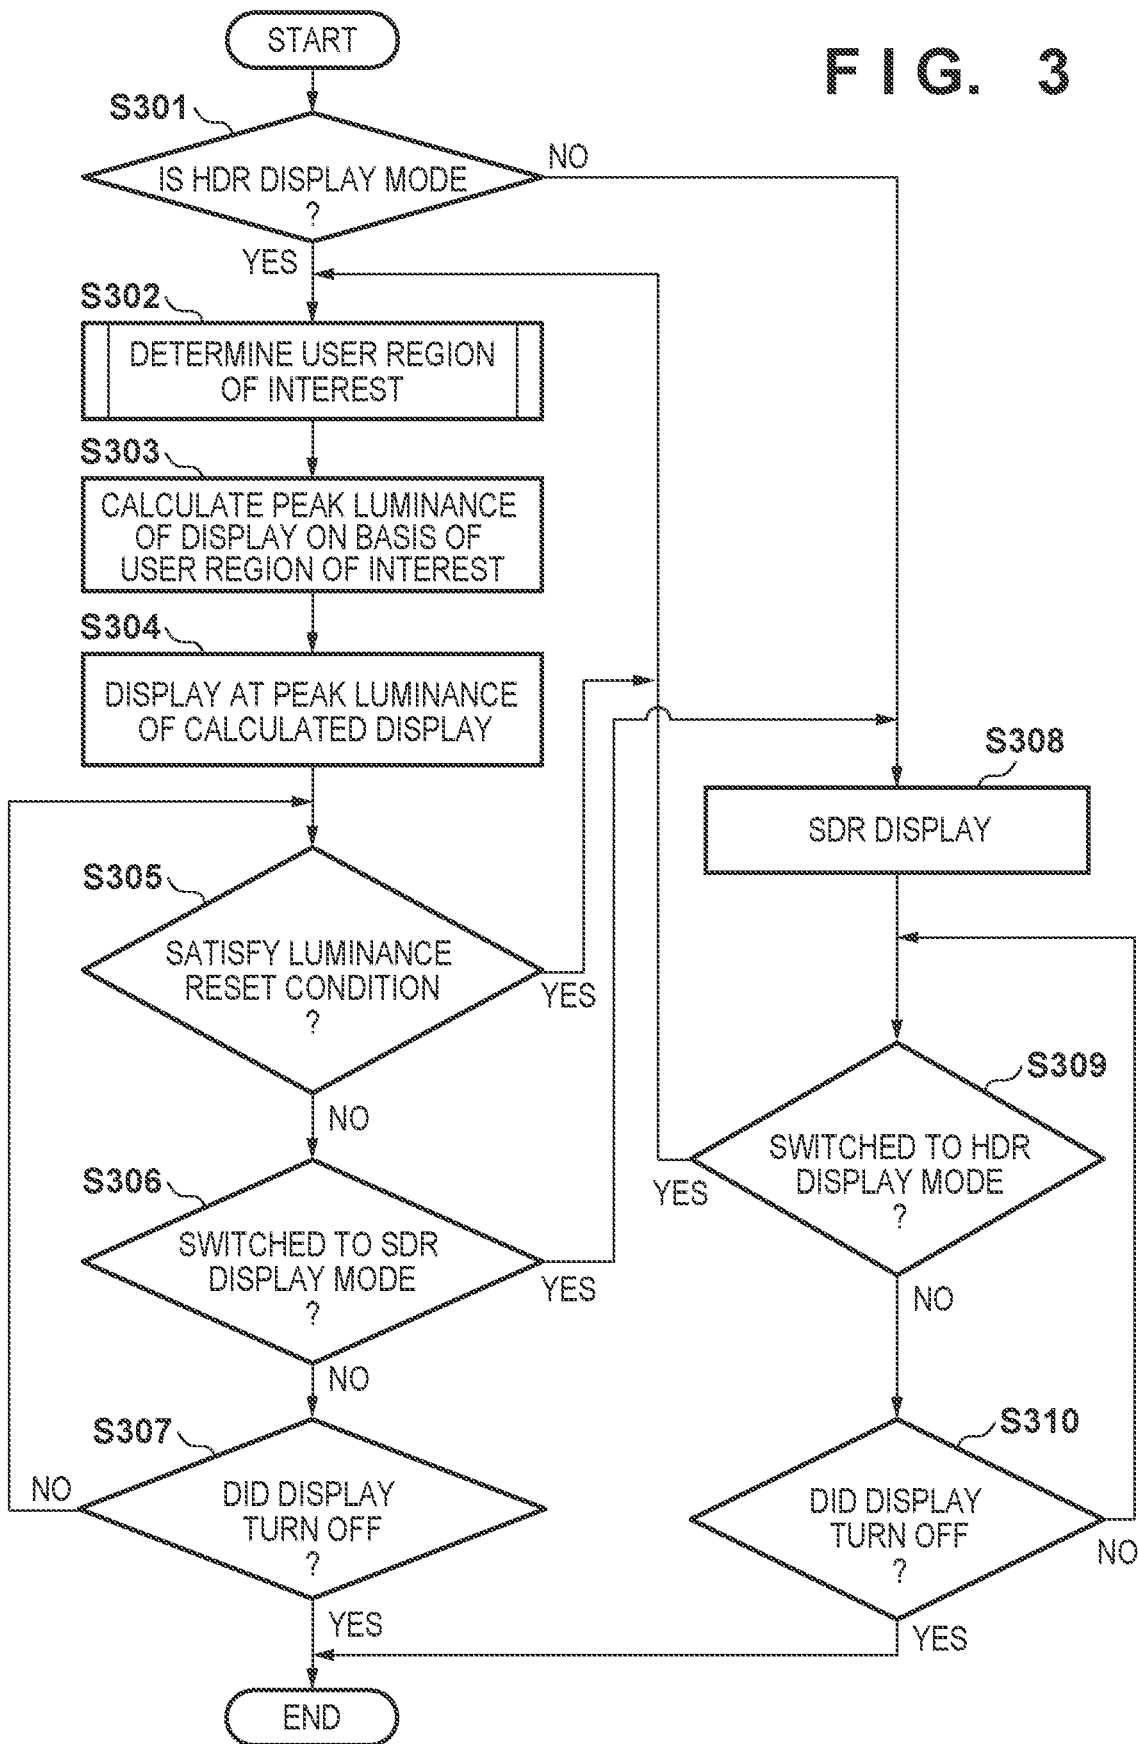 START
FIG. 3
S301
IS HDR DISPLAY MODE
?
NO
YES
S302
DETERMINE USER REGION
OF INTEREST
S303
CALCULATE PEAK LUMINANCE
OF DISPLAY ON BASIS OF
USER REGION OF INTEREST
S304
DISPLAY AT PEAK LUMINANCE
OF CALCULATED DISPLAY
S308
SDR DISPLAY
S305
SATISFY LUMINANCE
RESET CONDITION
?
YES
NO
S309
SWITCHED TO HDR
DISPLAY MODE
?
YES
NO
S306
SWITCHED TO SDR
DISPLAY MODE
?
YES
NO
S307
DID DISPLAY
TURN OFF
?
NO
YES
S310
DID DISPLAY
TURN OFF
?
NO
YES
END